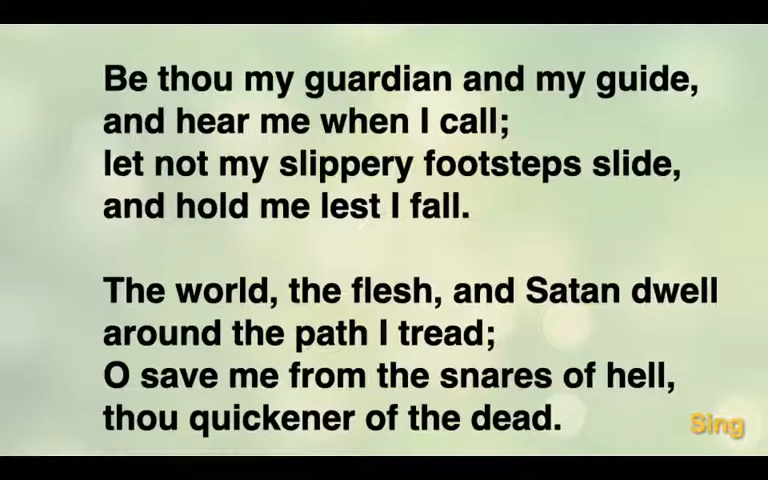 Be thou my guardian and my guide,
and hear me when I call;
let not my slippery footsteps slide,
and hold me lest I fall.
The world, the flesh, and Satan dwell
around the path I tread;
O save me from the snares of hell,
thou quickener of the dead.
Sing